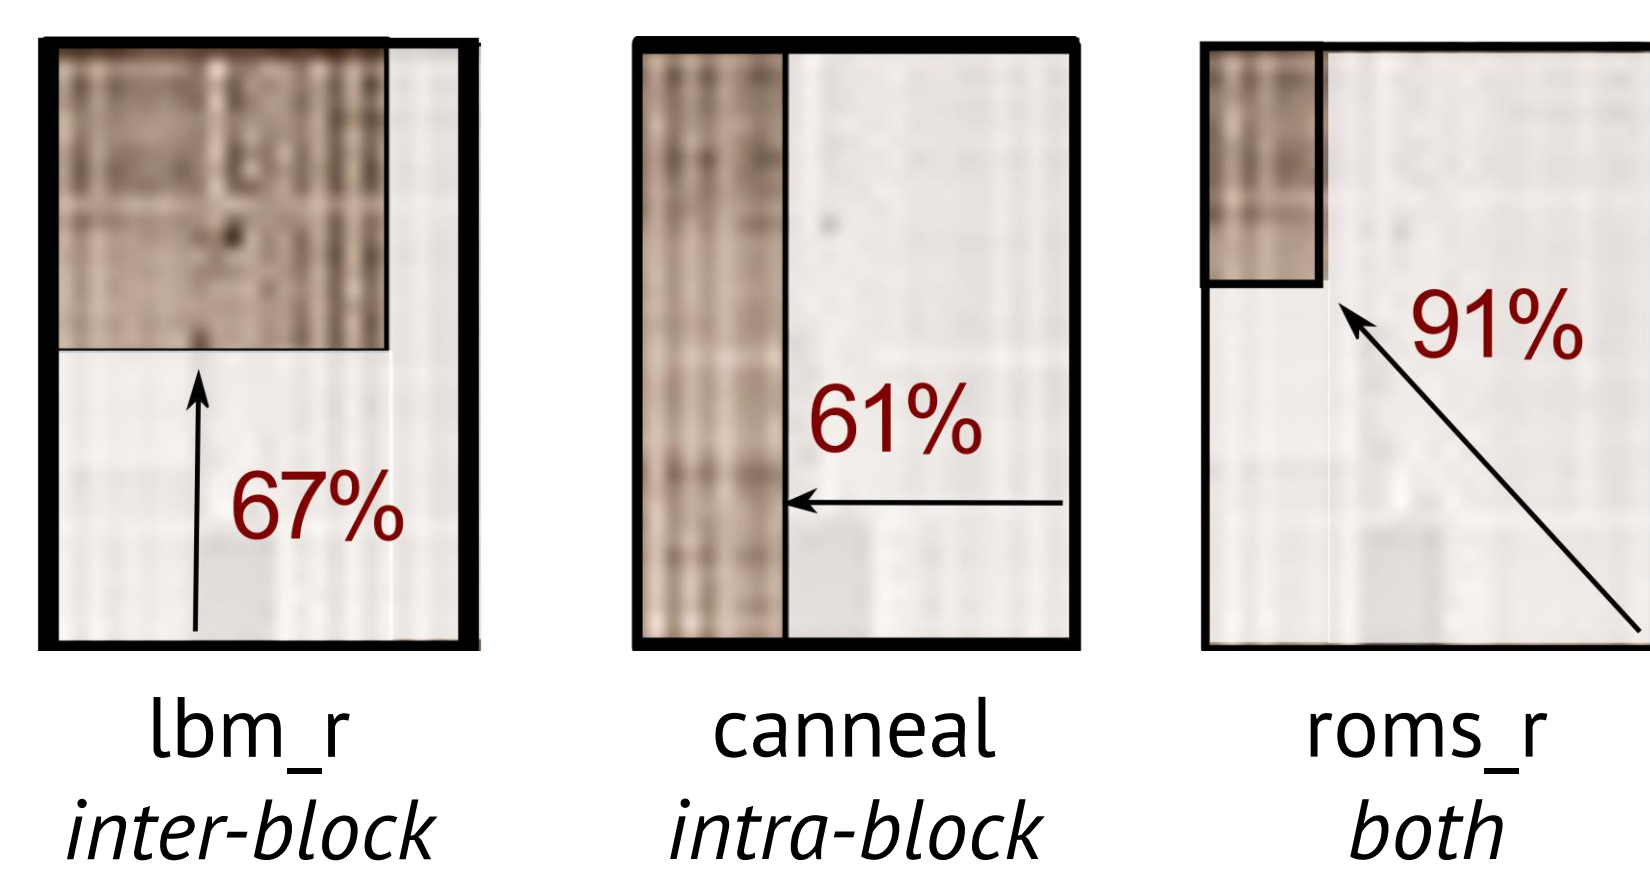 67%
61%
91%
lbm_r
inter-block
canneal
intra-block
roms_r
both